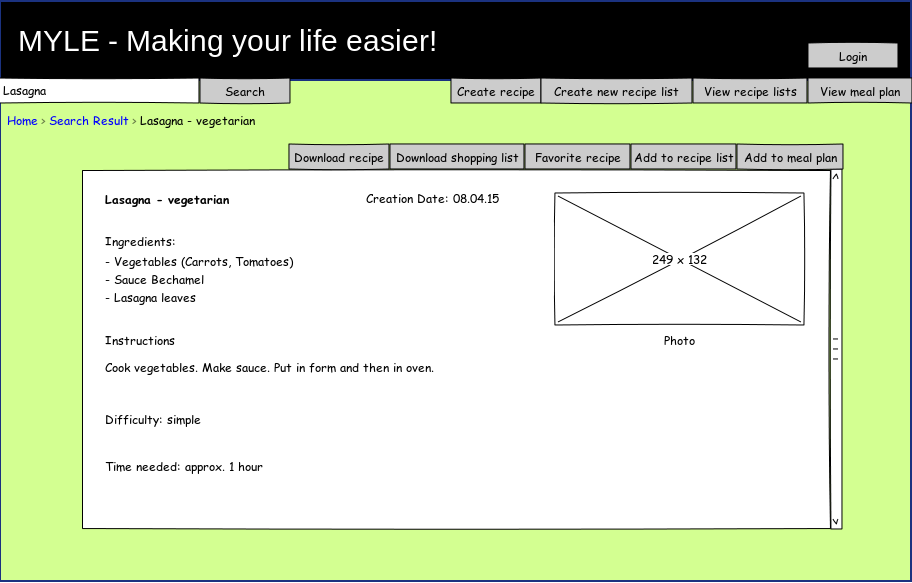 MYLE - Making your life easier!
Login
Lasagna Search Create recipe Create new recipe list View recipe lists View meal plan
Home > Search Result > Lasagna - vegetarian
Download recipe Download shopping list Favorite recipe Add to recipe list Add to meal plan
Lasagna - vegetarian Creation Date: 08.04.15
Ingredients:
- Vegetables (Carrots, Tomatoes)
- Sauce Bechamel
- Lasagna leaves
249 x 132
Photo
Instructions
Cook vegetables. Make sauce. Put in form and then in oven.
Difficulty: simple
Time needed: approx. 1 hour